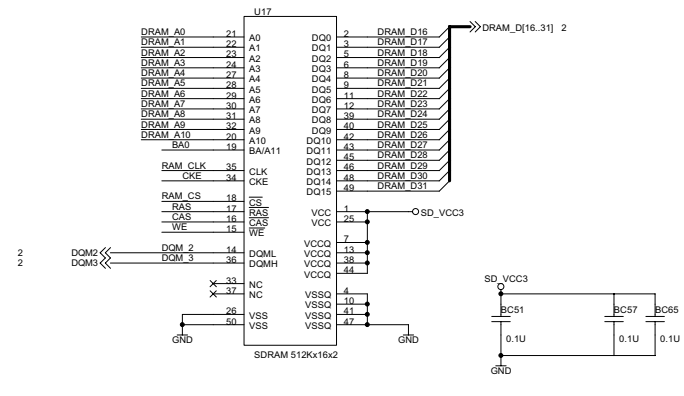 U17
DRAM_A0 21 A0 DQ0 2 DRAM_D16 DRAM_D[16..31] 2
DRAM_A1 22 A1 DQ1 3 DRAM_D17
DRAM_A2 23 A2 DQ2 5 DRAM_D18
DRAM_A3 24 A3 DQ3 6 DRAM_D19
DRAM_A4 27 A4 DQ4 8 DRAM_D20
DRAM_A5 28 A5 DQ5 9 DRAM_D21
DRAM_A6 29 A6 DQ6 11 DRAM_D22
DRAM_A7 30 A7 DQ7 12 DRAM_D23
DRAM_A8 31 A8 DQ8 39 DRAM_D24
DRAM_A9 32 A9 DQ9 40 DRAM_D25
DRAM_A10 20 A10 DQ10 42 DRAM_D26
BA0 19 BA/A11 DQ11 43 DRAM_D27
DQ12 45 DRAM_D28
RAM_CLK 35 CLK DQ13 46 DRAM_D29
CKE 34 CKE DQ14 48 DRAM_D30
DQ15 49 DRAM_D31
RAM_CS 18 CS
RAS 17 RAS VCC 1 SD_VCC3
CAS 16 CAS VCC 25
WE 15 WE
VCCQ 7
2 DQM2 DQM_2 14 DQML VCCQ 13
2 DQM3 DQM_3 36 DQMH VCCQ 38
VCCQ 44
33 NC
37 NC VSSQ 4
VSSQ 10
26 VSS VSSQ 41
50 VSS VSSQ 47
GND GND
SDRAM 512Kx16x2
SD_VCC3
BC51 BC57 BC65
0.1U 0.1U 0.1U
GND